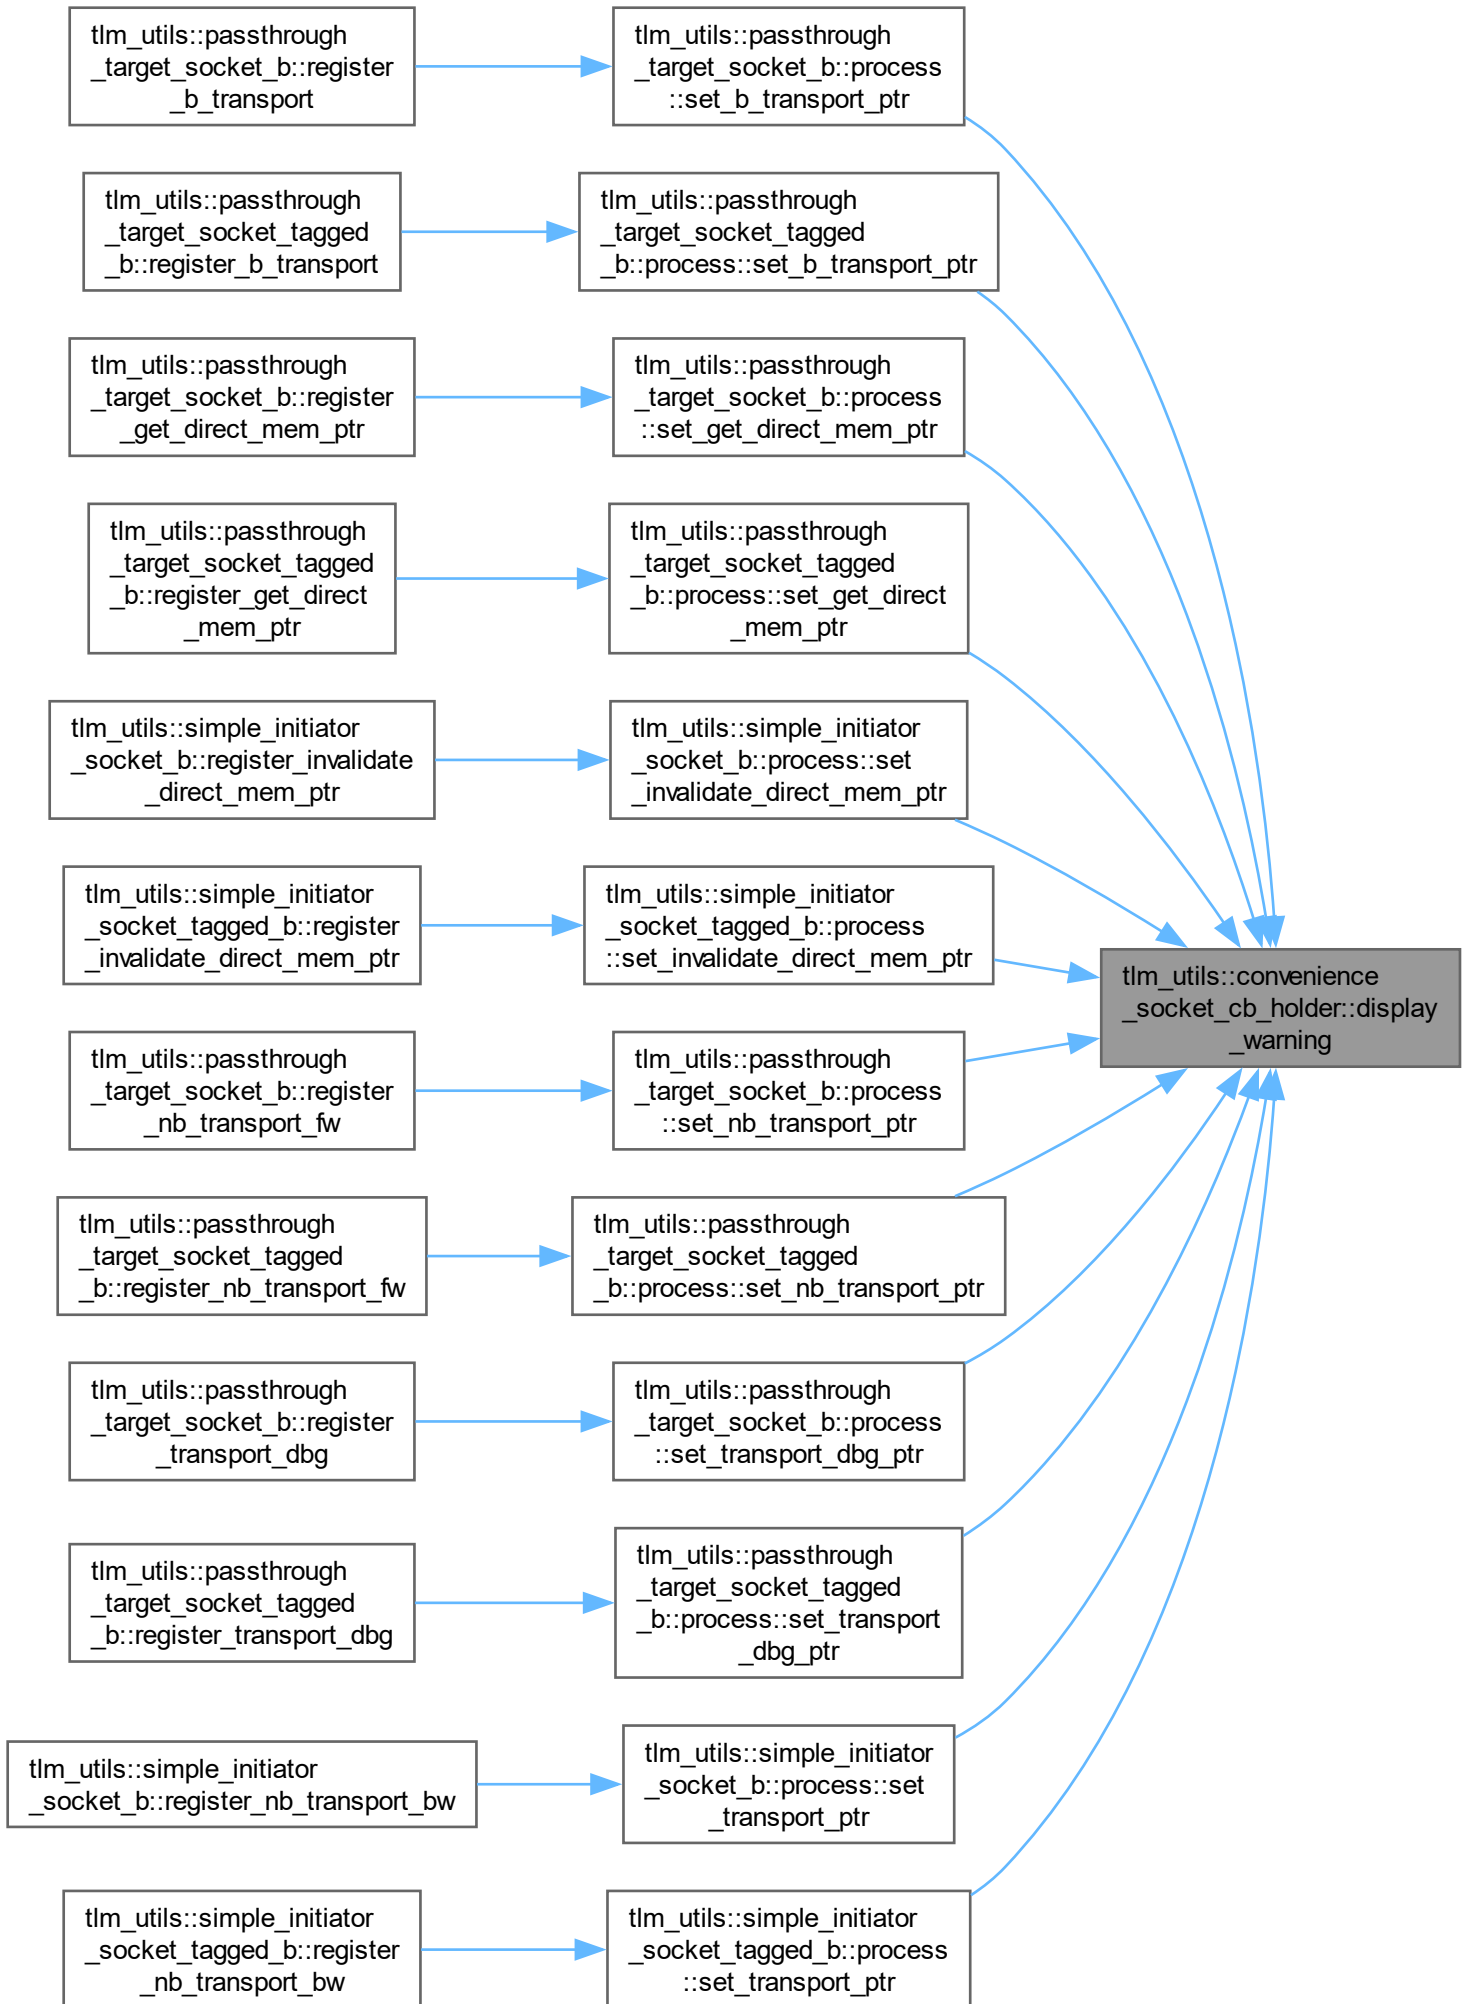 tlm_utils::passthrough
_target_socket_b::register
_b_transport
tlm_utils::passthrough
_target_socket_b::process
::set_b_transport_ptr
tlm_utils::passthrough
_target_socket_tagged
_b::register_b_transport
tlm_utils::passthrough
_target_socket_tagged
_b::process::set_b_transport_ptr
tlm_utils::passthrough
_target_socket_b::register
_get_direct_mem_ptr
tlm_utils::passthrough
_target_socket_b::process
::set_get_direct_mem_ptr
tlm_utils::passthrough
_target_socket_tagged
_b::register_get_direct
_mem_ptr
tlm_utils::passthrough
_target_socket_tagged
_b::process::set_get_direct
_mem_ptr
tlm_utils::simple_initiator
_socket_b::register_invalidate
_direct_mem_ptr
tlm_utils::simple_initiator
_socket_b::process::set
_invalidate_direct_mem_ptr
tlm_utils::simple_initiator
_socket_tagged_b::register
_invalidate_direct_mem_ptr
tlm_utils::simple_initiator
_socket_tagged_b::process
::set_invalidate_direct_mem_ptr
tlm_utils::convenience
_socket_cb_holder::display
_warning
tlm_utils::passthrough
_target_socket_b::register
_nb_transport_fw
tlm_utils::passthrough
_target_socket_b::process
::set_nb_transport_ptr
tlm_utils::passthrough
_target_socket_tagged
_b::register_nb_transport_fw
tlm_utils::passthrough
_target_socket_tagged
_b::process::set_nb_transport_ptr
tlm_utils::passthrough
_target_socket_b::register
_transport_dbg
tlm_utils::passthrough
_target_socket_b::process
::set_transport_dbg_ptr
tlm_utils::passthrough
_target_socket_tagged
_b::register_transport_dbg
tlm_utils::passthrough
_target_socket_tagged
_b::process::set_transport
_dbg_ptr
tlm_utils::simple_initiator
_socket_b::register_nb_transport_bw
tlm_utils::simple_initiator
_socket_b::process::set
_transport_ptr
tlm_utils::simple_initiator
_socket_tagged_b::register
_nb_transport_bw
tlm_utils::simple_initiator
_socket_tagged_b::process
::set_transport_ptr